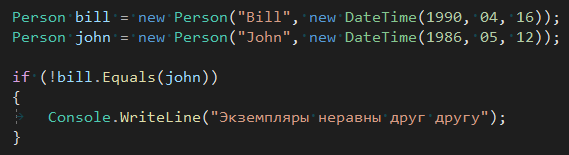 Person bill = new Person("Bill", new DateTime(1990, 04, 16));
Person john = new Person("John", new DateTime(1986, 05, 12));
if (!bill.Equals(john))
{
Console.WriteLine("Экземпляры неравны друг другу");
}